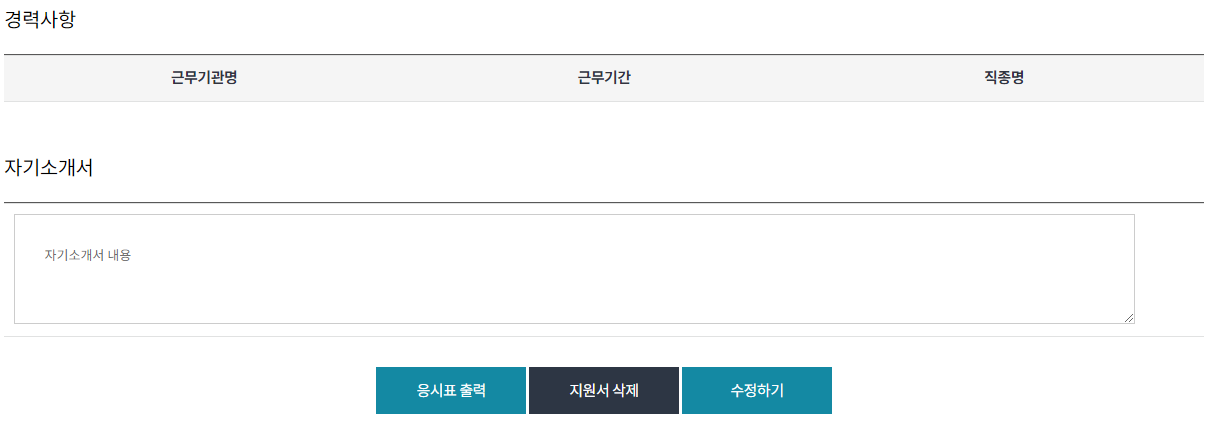 경력사항
근무기관명 근무기간 직종명
자기소개서
자기소개서 내용
응시표 출력 지원서 삭제 수정하기